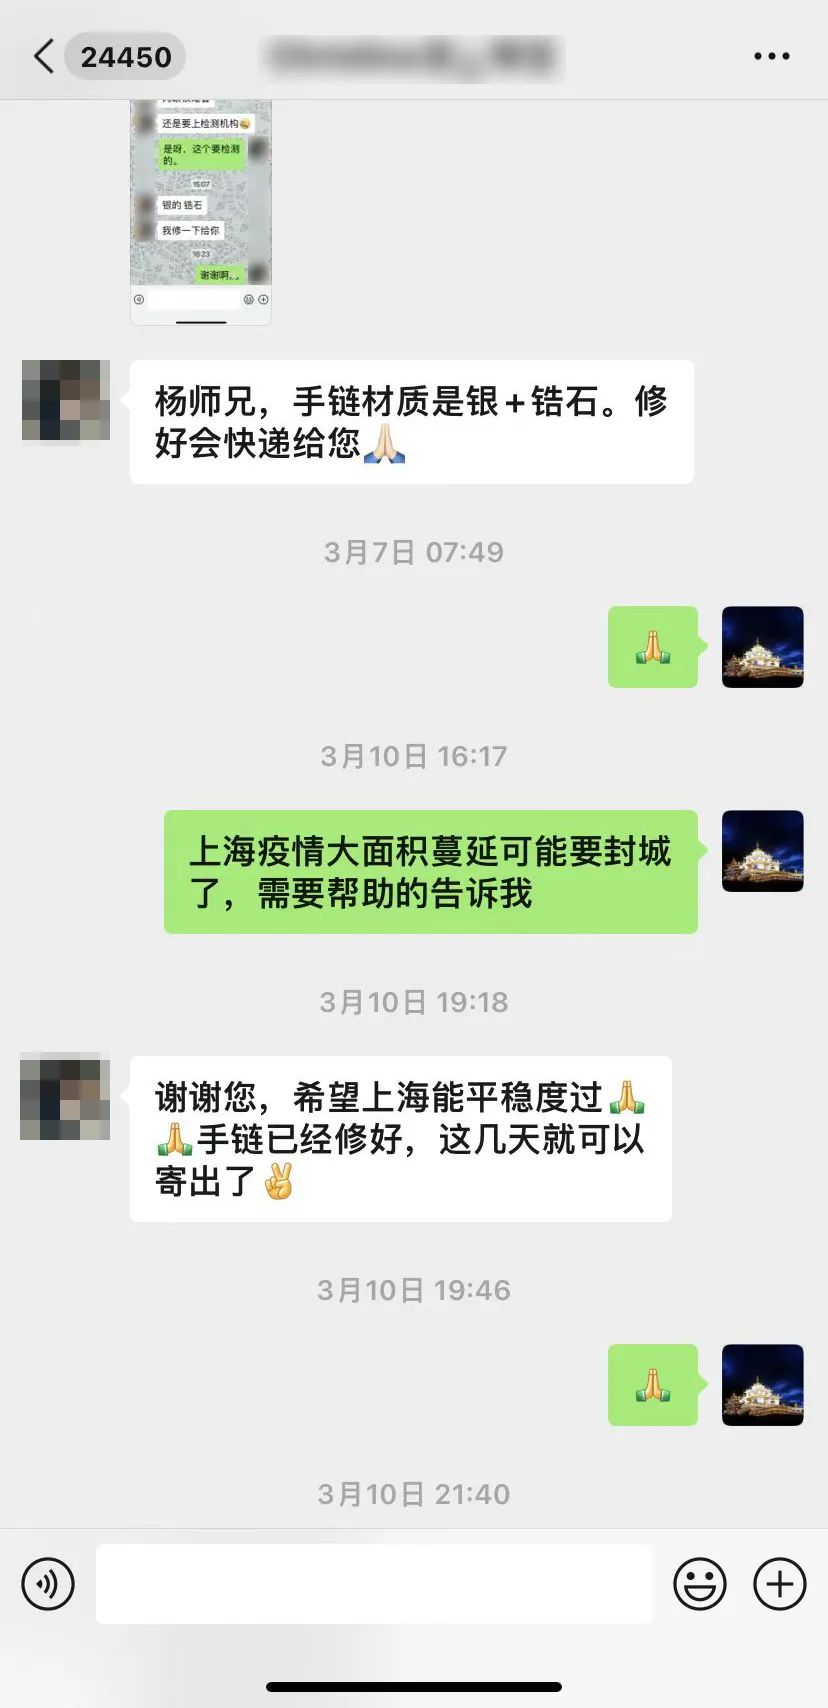 24450
还是要上检测机构
是呀，这个要检测
的。
15:07
银的 锆石
我修一下给你
16:23
谢谢啊
杨师兄，手链材质是银+锆石。修
好会快递给您🙏🏻
3月7日 07:49
🙏
3月10日 16:17
上海疫情大面积蔓延可能要封城
了，需要帮助的告诉我
3月10日 19:18
谢谢您，希望上海能平稳度过🙏
🙏手链已经修好，这几天就可以
寄出了✌️
3月10日 19:46
🙏
3月10日 21:40